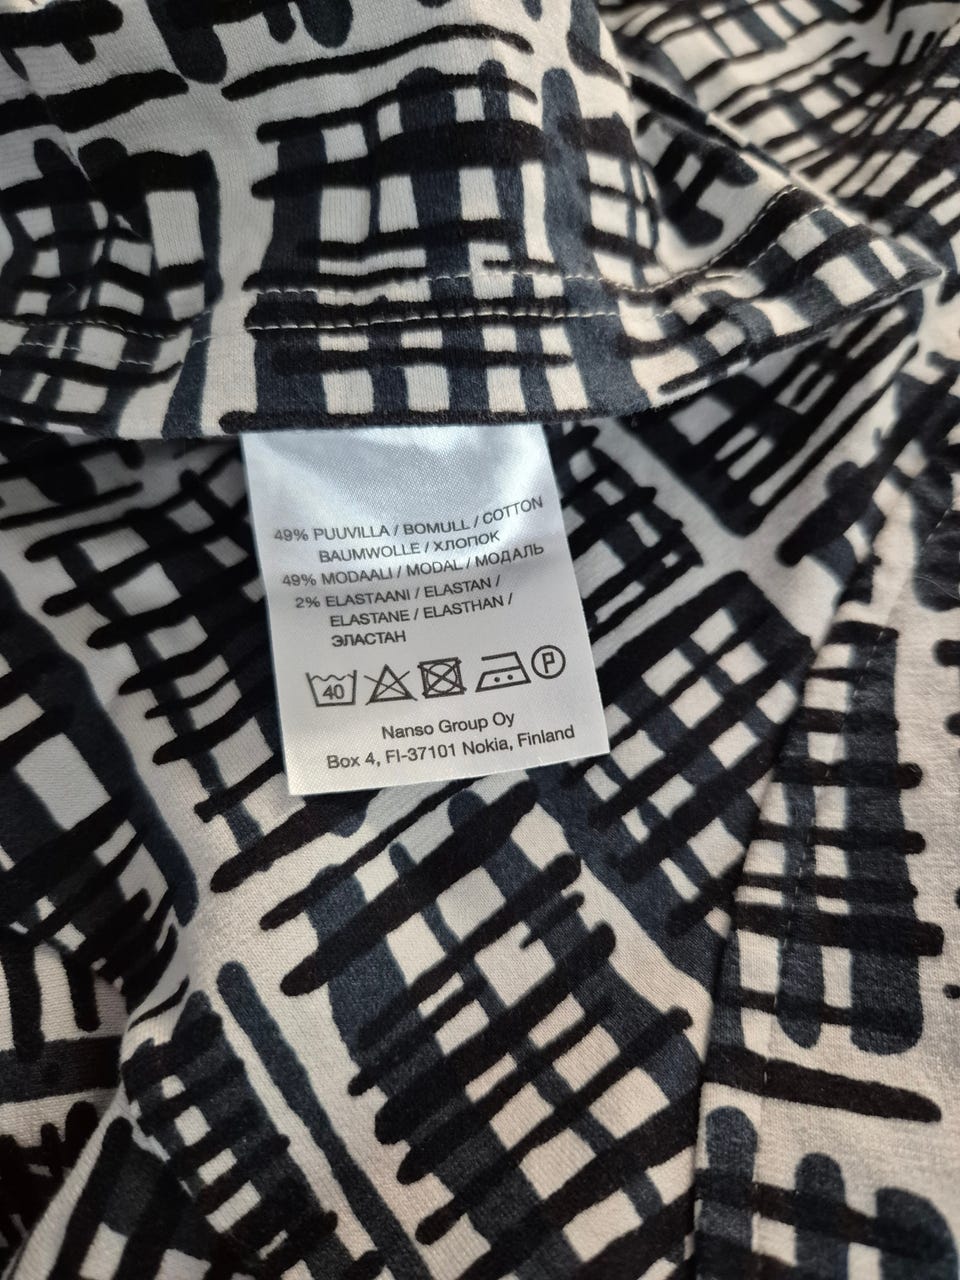 49% PUUVILLA / BOMULL / COTTON
BAUMWOLLE / ХЛОПОК
49% MODAALI / MODAL / МОДАЛЬ
2% ELASTAANI / ELASTAN /
ELASTANE / ELASTHAN /
ЭЛАСТАН
40 P
Nanso Group Oy
Box 4, FI-37101 Nokia, Finland